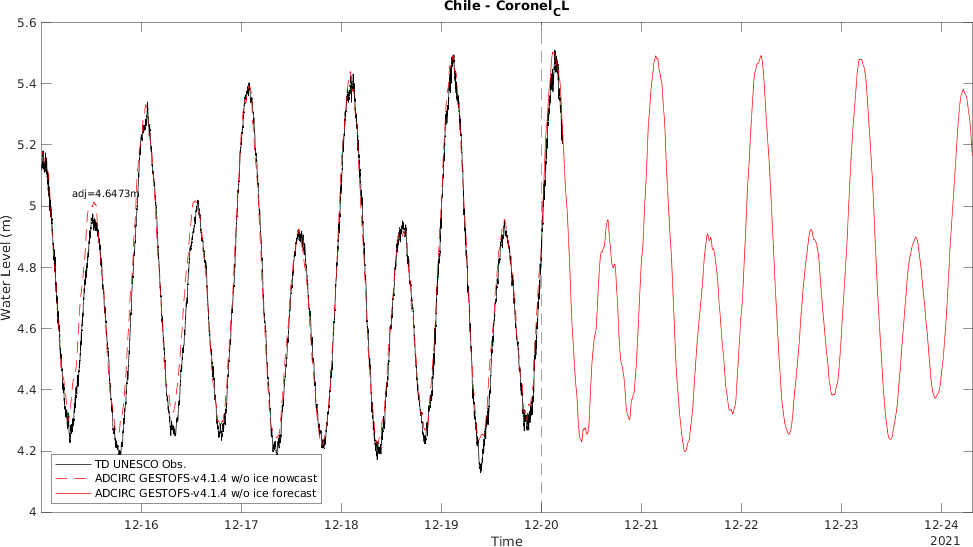 Chile - Coronel_CL
5.6
5.4
5.2
5
4.8
4.6
4.4
4.2
4
Water Level (m)
adj=4.6473m
TD UNESCO Obs.
ADCIRC GESTOFS-v4.1.4 w/o ice nowcast
ADCIRC GESTOFS-v4.1.4 w/o ice forecast
12-16 12-17 12-18 12-19 12-20 12-21 12-22 12-23 12-24
Time
2021